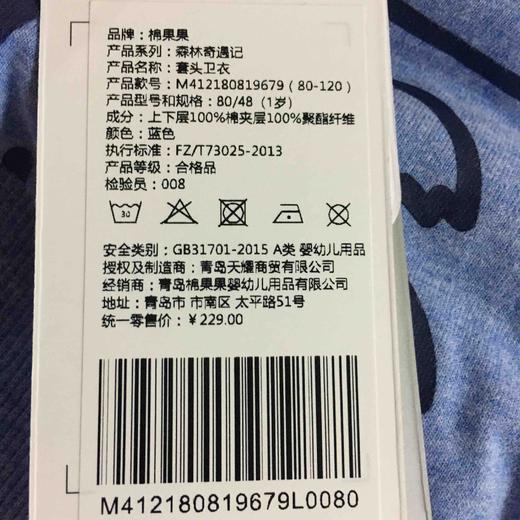 品牌：棉果果
产品系列：森林奇遇记
产品名称：套头卫衣
产品款号：M412180819679（80-120）
产品型号和规格：80/48（1岁）
成分：上下层100%棉夹层100%聚酯纤维
颜色：蓝色
执行标准：FZ/T73025-2013
产品等级：合格品
检验员：008
30
安全类别：GB31701-2015 A类 婴幼儿用品
授权及制造商：青岛天耀商贸有限公司
经销商：青岛棉果果婴幼儿用品有限公司
地址：青岛市 市南区 太平路51号
统一零售价：¥229.00
M412180819679L0080